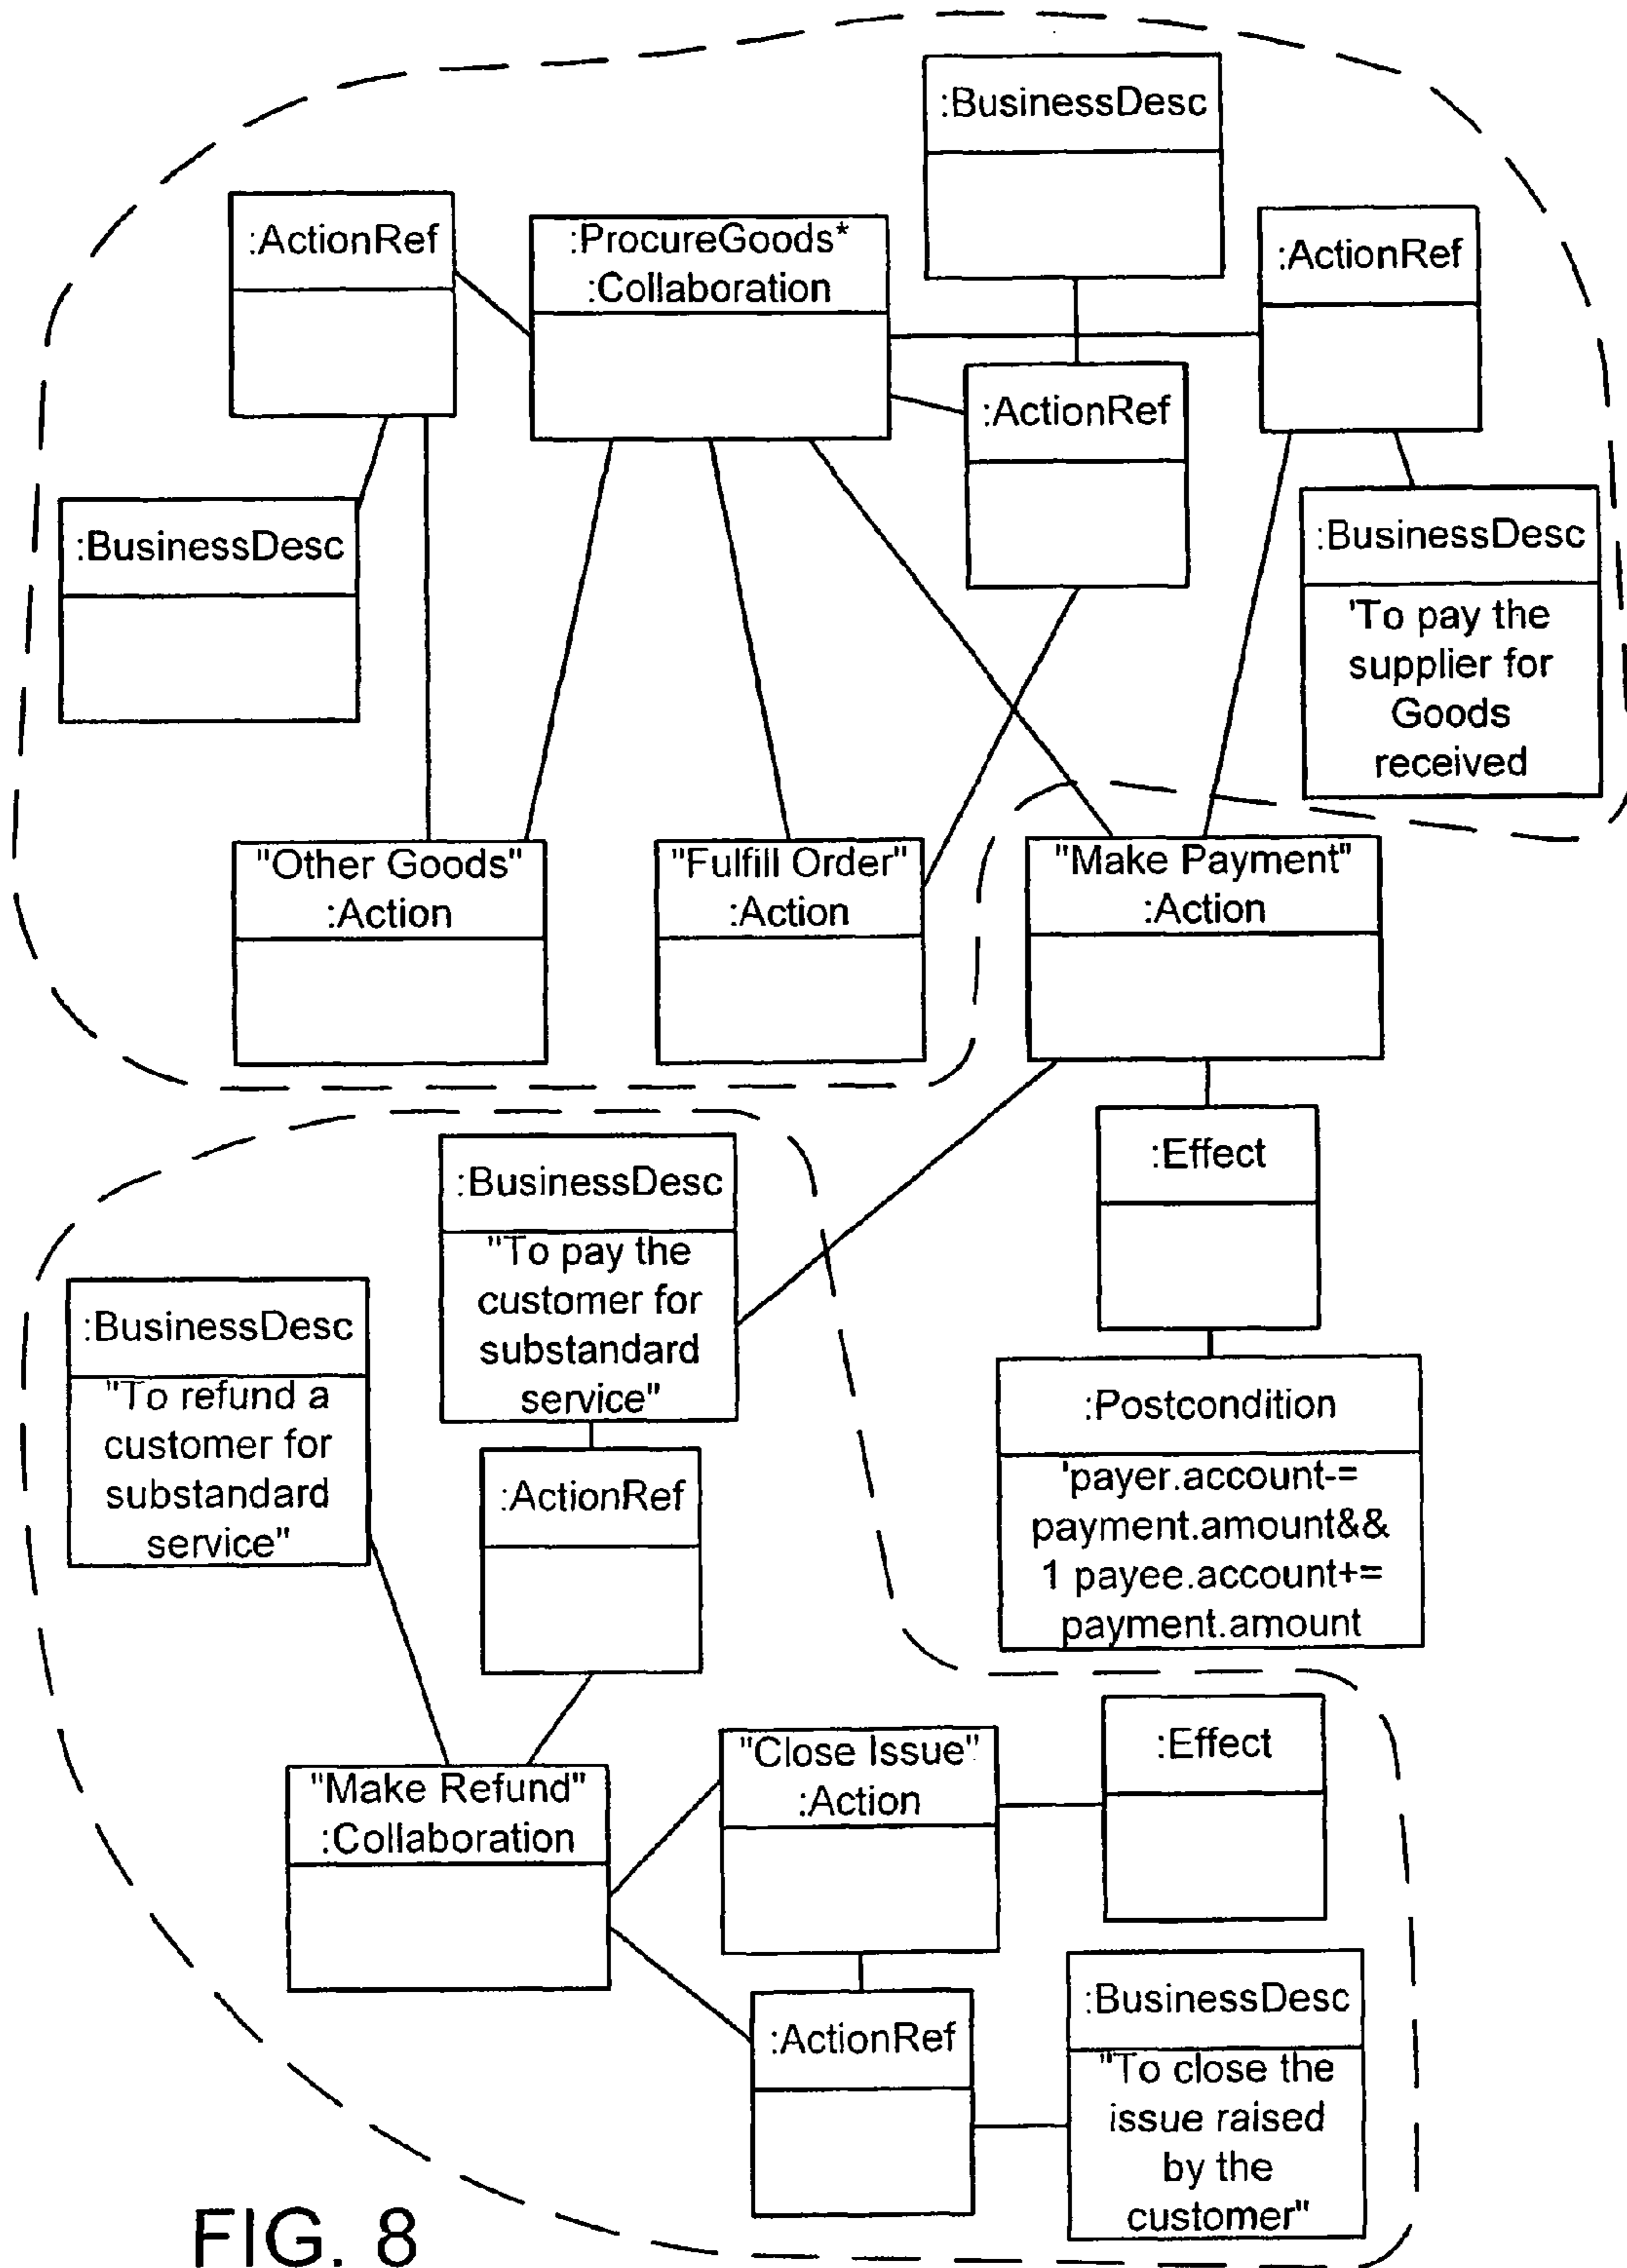 :BusinessDesc
:ActionRef
:ProcureGoods*
:Collaboration
:ActionRef
:ActionRef
:BusinessDesc
:BusinessDesc
'To pay the
supplier for
Goods
received
"Other Goods"
:Action
"Fulfill Order"
:Action
"Make Payment"
:Action
:Effect
:BusinessDesc
"To pay the
customer for
substandard
service"
:BusinessDesc
"To refund a
customer for
substandard
service"
:Postcondition
'payer.account-=
payment.amount&&
1 payee.account+=
payment.amount
:ActionRef
"Make Refund"
:Collaboration
"Close Issue"
:Action
:Effect
:ActionRef
:BusinessDesc
"To close the
issue raised
by the
customer"
FIG. 8